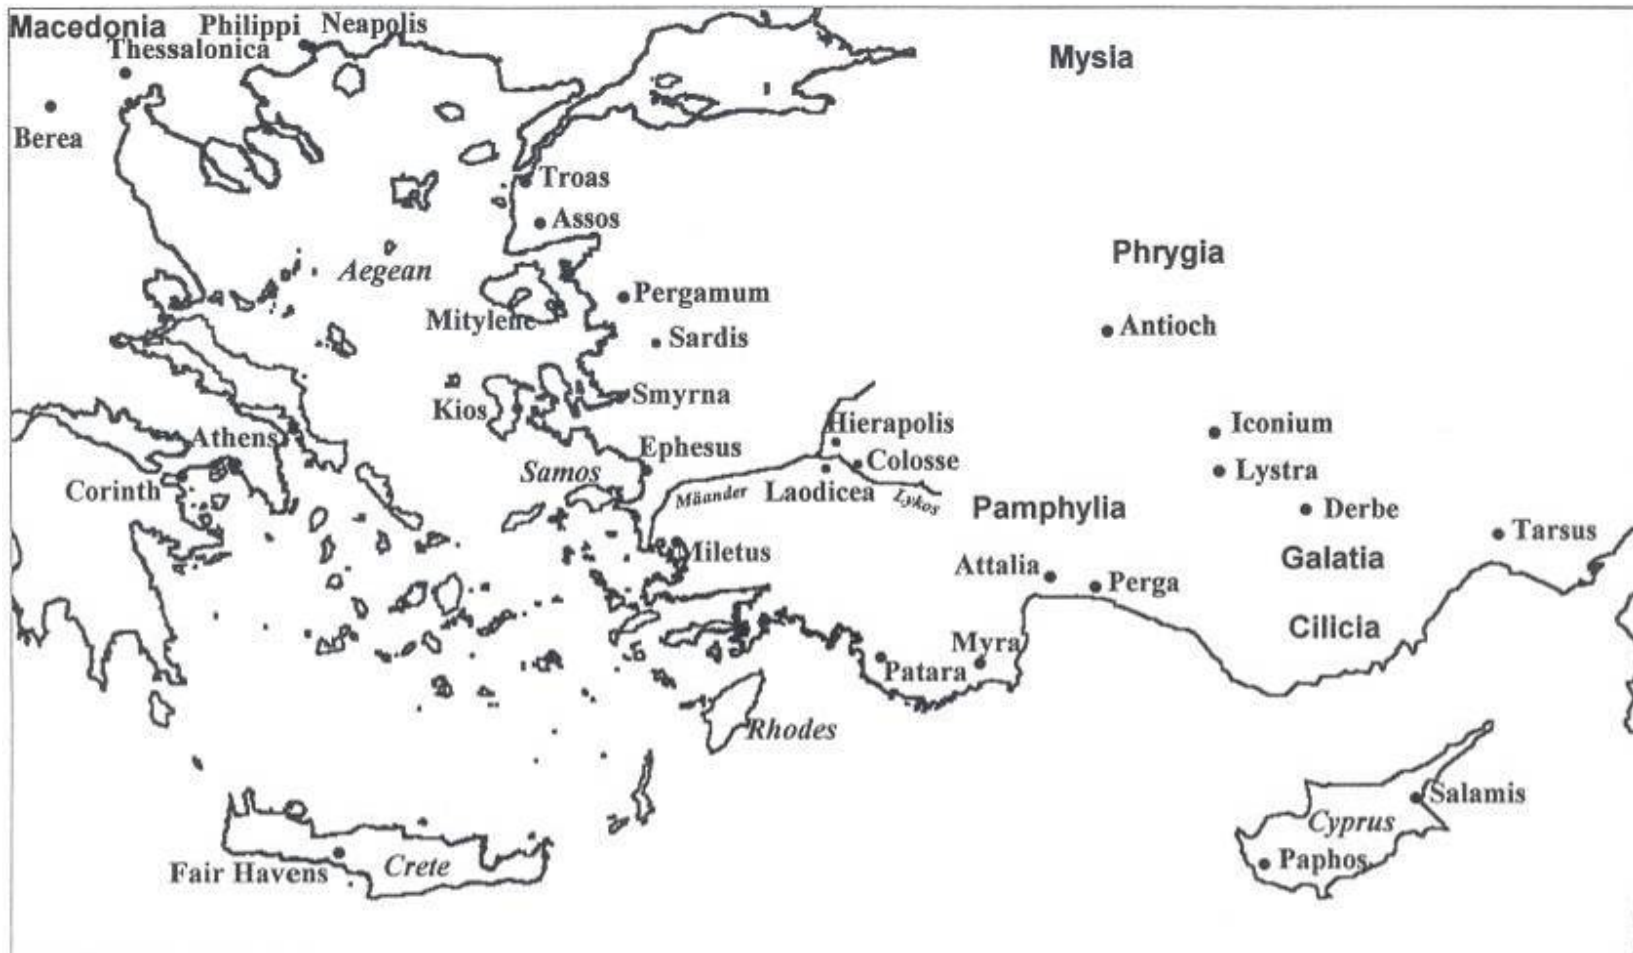 Macedonia
Philippi
Neapolis
Thessalonica
Mysia
Berea
Troas
Assos
Phrygia
Aegean
Pergamum
Mitylene
Antioch
Sardis
Smyrna
Kios
Hierapolis
Iconium
Athens
Ephesus
Colosse
Samos
Lystra
Corinth
Mäander
Laodicea
Lykos
Pamphylia
Derbe
Tarsus
Miletus
Galatia
Attalia
Perga
Cilicia
Myra
Patara
Rhodes
Salamis
Cyprus
Paphos
Fair Havens
Crete